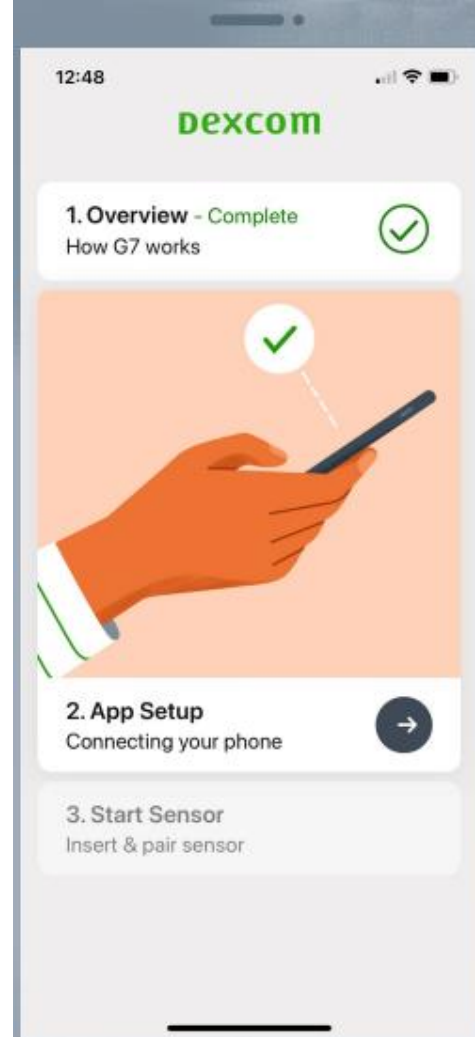 12:48
Dexcom
1. Overview - Complete
How G7 works
2. App Setup
Connecting your phone
3. Start Sensor
Insert & pair sensor